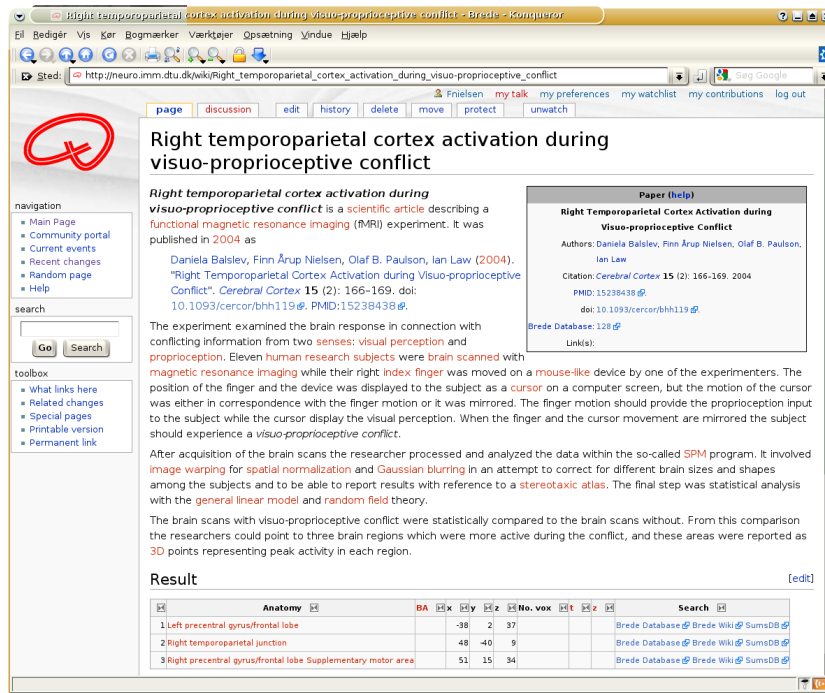 Right temporoparietal cortex activation during visuo-proprioceptive conflict - Brede - Konqueror
Fil Redigér Vis Kør Bogmærker Værktøjer Opsætning Vindue Hjælp
Sted: http://neuro.imm.dtu.dk/wiki/Right_temporoparietal_cortex_activation_during_visuo-proprioceptive_conflict Søg Google
Fnielsen my talk my preferences my watchlist my contributions log out
page discussion edit history delete move protect unwatch
Right temporoparietal cortex activation during
visuo-proprioceptive conflict
navigation
Main Page
Community portal
Current events
Recent changes
Random page
Help
search
Go Search
toolbox
What links here
Related changes
Special pages
Printable version
Permanent link
Right temporoparietal cortex activation during
visuo-proprioceptive conflict is a scientific article describing a
functional magnetic resonance imaging (fMRI) experiment. It was
published in 2004 as
Daniela Balslev, Finn Årup Nielsen, Olaf B. Paulson, Ian Law (2004).
"Right Temporoparietal Cortex Activation during Visuo-proprioceptive
Conflict". Cerebral Cortex 15 (2): 166–169. doi:
10.1093/cercor/bhh119. PMID:15238438.
Paper (help)
Right Temporoparietal Cortex Activation during
Visuo-proprioceptive Conflict
Authors: Daniela Balslev, Finn Årup Nielsen, Olaf B. Paulson,
Ian Law
Citation: Cerebral Cortex 15 (2): 166–169. 2004
PMID: 15238438.
doi: 10.1093/cercor/bhh119.
Brede Database: 128
Link(s):
The experiment examined the brain response in connection with
conflicting information from two senses: visual perception and
proprioception. Eleven human research subjects were brain scanned with
magnetic resonance imaging while their right index finger was moved on a mouse-like device by one of the experimenters. The
position of the finger and the device was displayed to the subject as a cursor on a computer screen, but the motion of the cursor
was either in correspondence with the finger motion or it was mirrored. The finger motion should provide the proprioception input
to the subject while the cursor display the visual perception. When the finger and the cursor movement are mirrored the subject
should experience a visuo-proprioceptive conflict.
After acquisition of the brain scans the researcher processed and analyzed the data within the so-called SPM program. It involved
image warping for spatial normalization and Gaussian blurring in an attempt to correct for different brain sizes and shapes
among the subjects and to be able to report results with reference to a stereotaxic atlas. The final step was statistical analysis
with the general linear model and random field theory.
The brain scans with visuo-proprioceptive conflict were statistically compared to the brain scans without. From this comparison
the researchers could point to three brain regions which were more active during the conflict, and these areas were reported as
3D points representing peak activity in each region.
Result [edit]
Anatomy BA x y z No. vox t z Search
1 Left precentral gyrus/frontal lobe -38 2 37 Brede Database Brede Wiki SumsDB
2 Right temporoparietal junction 48 -40 9 Brede Database Brede Wiki SumsDB
3 Right precentral gyrus/frontal lobe Supplementary motor area 51 15 34 Brede Database Brede Wiki SumsDB